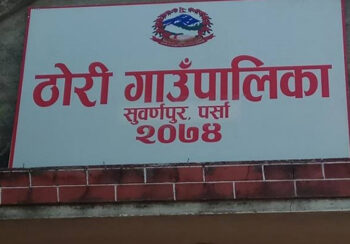 ठोरी गाउँपालिका
सुवर्णपुर, पर्सा
२०७४